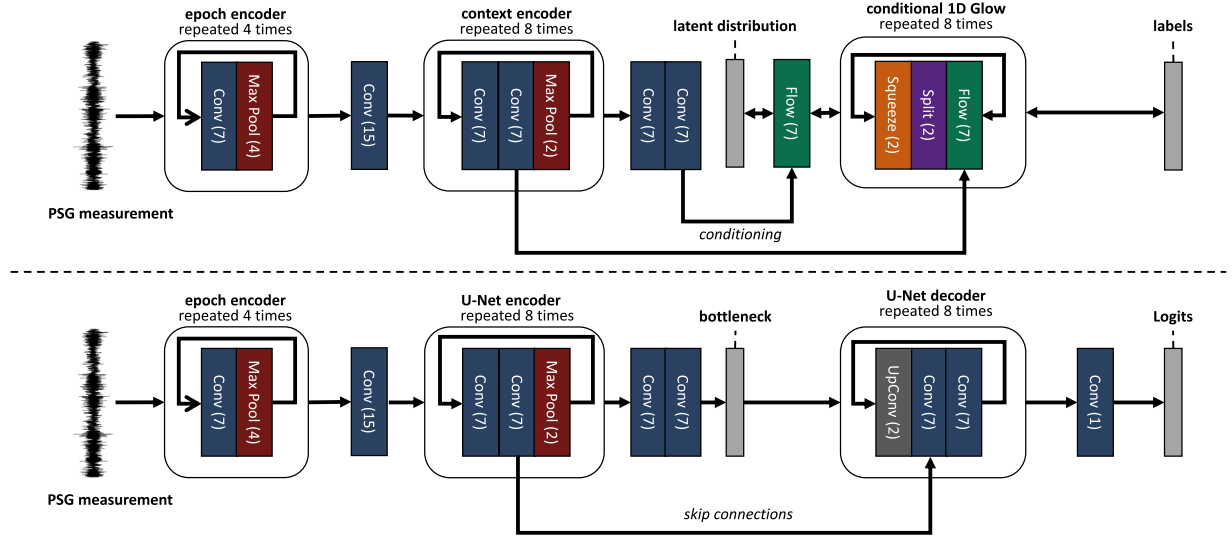 epoch encoder
repeated 4 times
Conv (7)
Max Pool (4)
PSG measurement
Conv (15)
context encoder
repeated 8 times
Conv (7)
Conv (7)
Max Pool (2)
Conv (7)
Conv (7)
latent distribution
Flow (7)
conditional 1D Glow
repeated 8 times
Squeeze (2)
Split (2)
Flow (7)
labels
conditioning
epoch encoder
repeated 4 times
Conv (7)
Max Pool (4)
PSG measurement
Conv (15)
U-Net encoder
repeated 8 times
Conv (7)
Conv (7)
Max Pool (2)
Conv (7)
Conv (7)
bottleneck
U-Net decoder
repeated 8 times
UpConv (2)
Conv (7)
Conv (7)
Conv (1)
Logits
skip connections